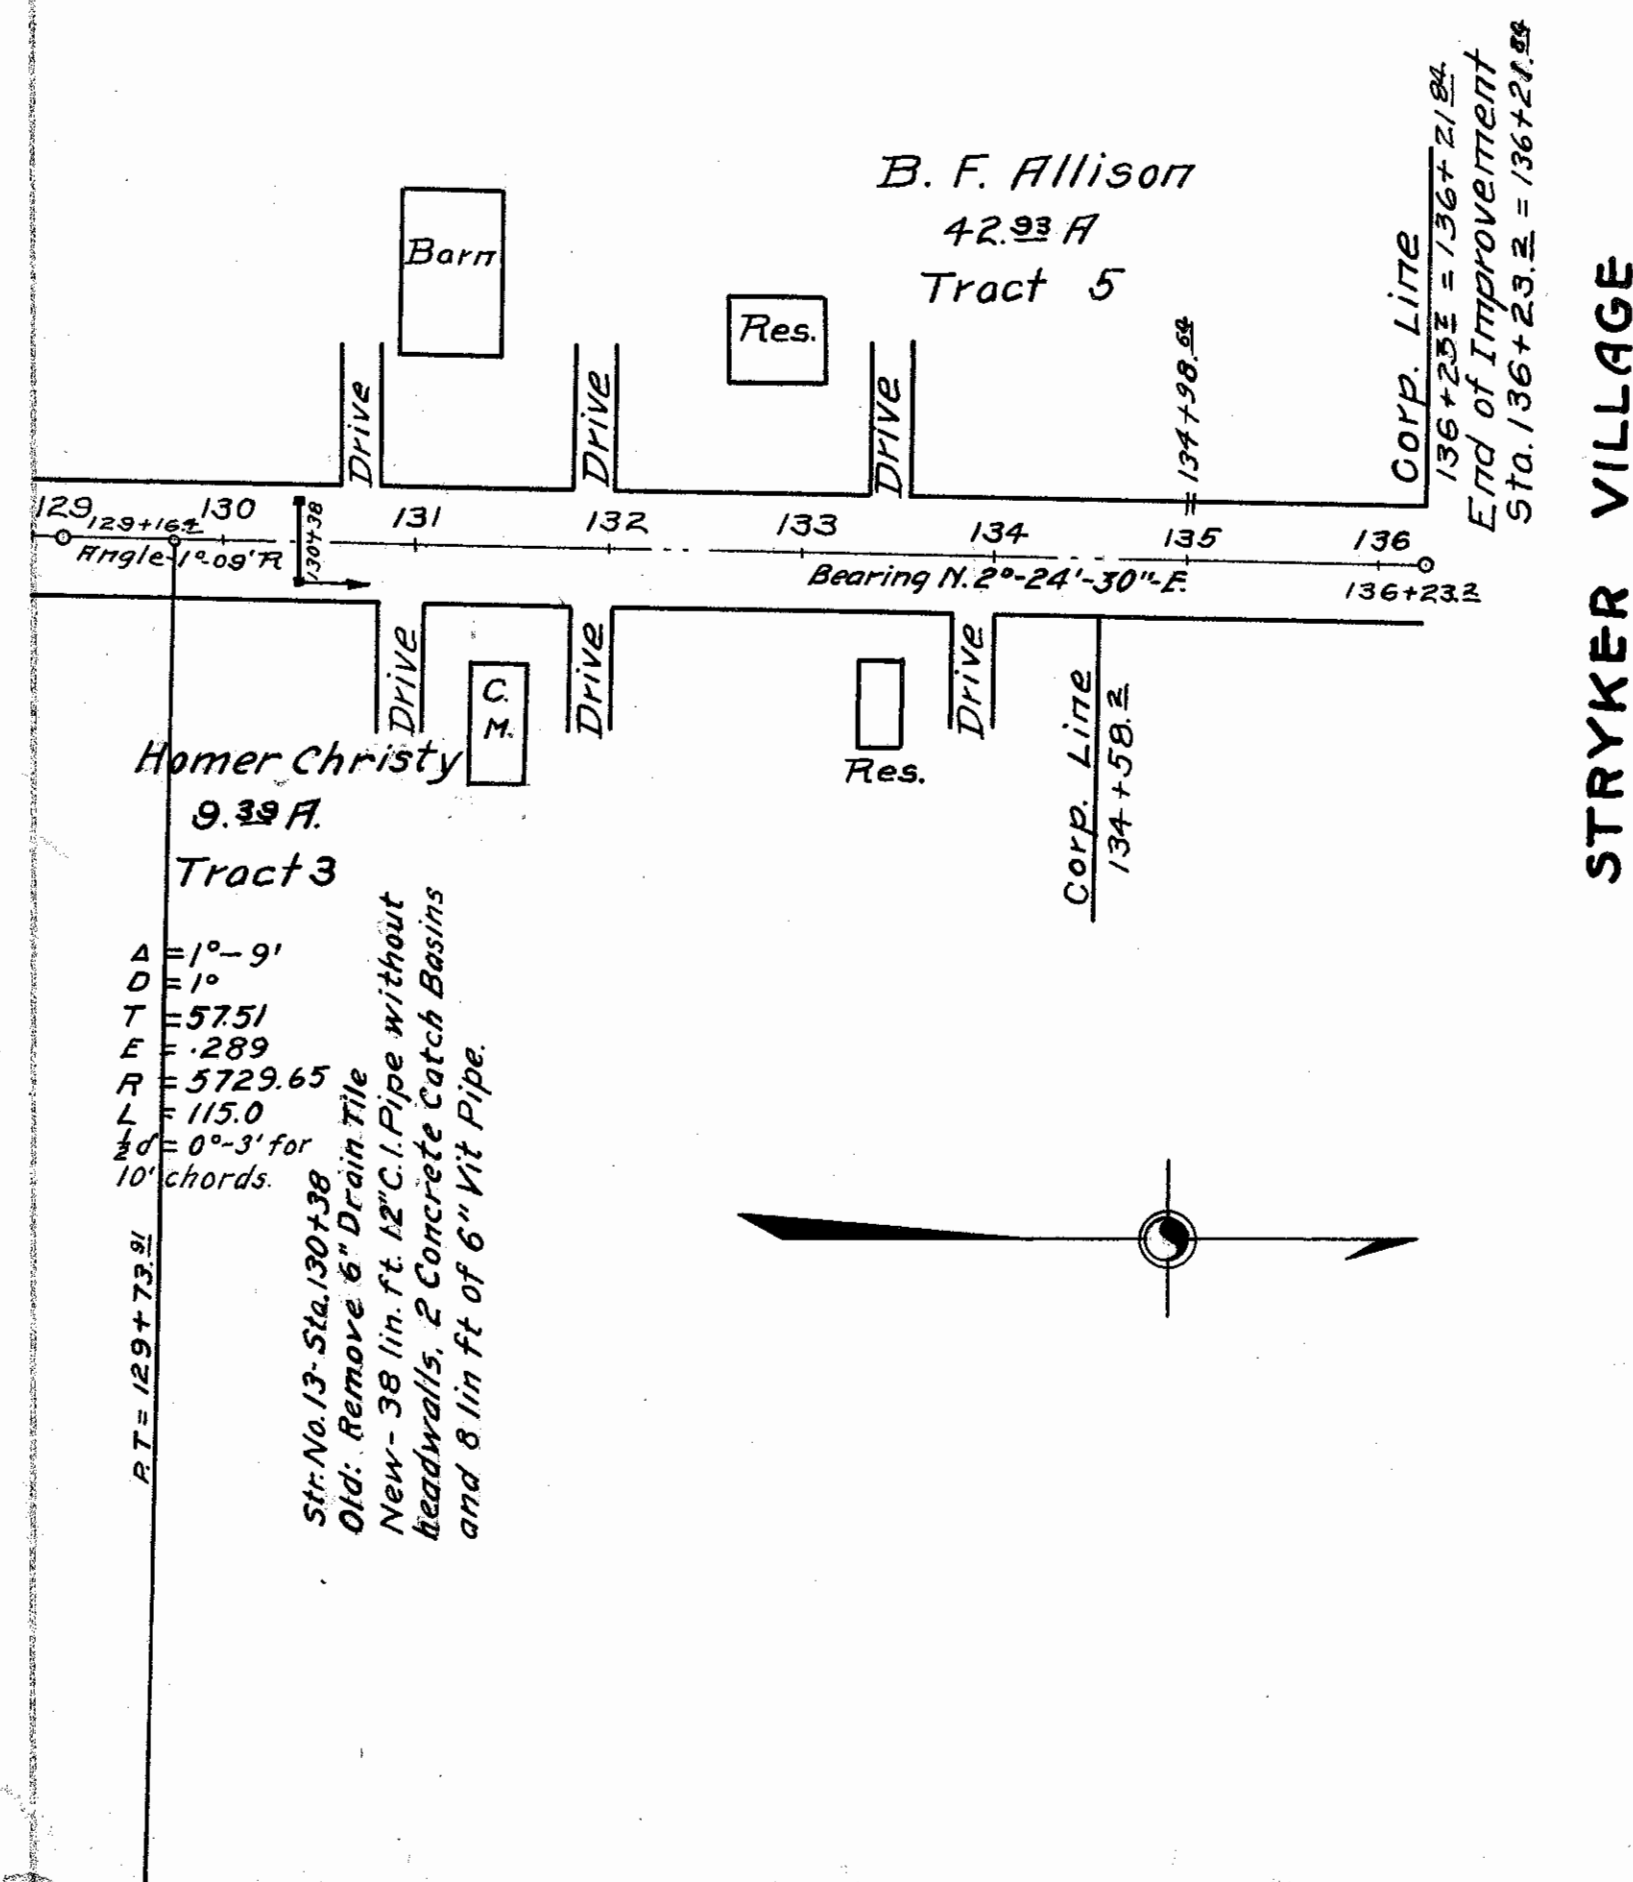 B. F. Allison
42.93 A
Tract 5
Barn
Res.
Drive
Drive
Drive
134+98.64
Corp. Line
136+23.2 = 136+21.84
End of Improvement
Sta. 136+23.2 = 136+21.84
STRYKER VILLAGE
129
129+16.4
130
130+38
131
132
133
134
135
136
Angle-1°-09' R
Bearing N. 2°-24'-30"-E.
136+23.2
Drive
Drive
Drive
C.
M.
Res.
Corp. Line
134+58.2
Homer Christy
9.39 A.
Tract 3
Δ = 1°-9'
D = 1°
T = 57.51
E = .289
R = 5729.65
L = 115.0
½ d = 0°-3' for
10' chords.
P.T = 129+73.91
Str. No. 13 - Sta. 130+38
Old: Remove 6" Drain Tile
New - 38 lin. ft. 12" C.I. Pipe without
headwalls, 2 Concrete Catch Basins
and 8 lin ft of 6" Vit Pipe.